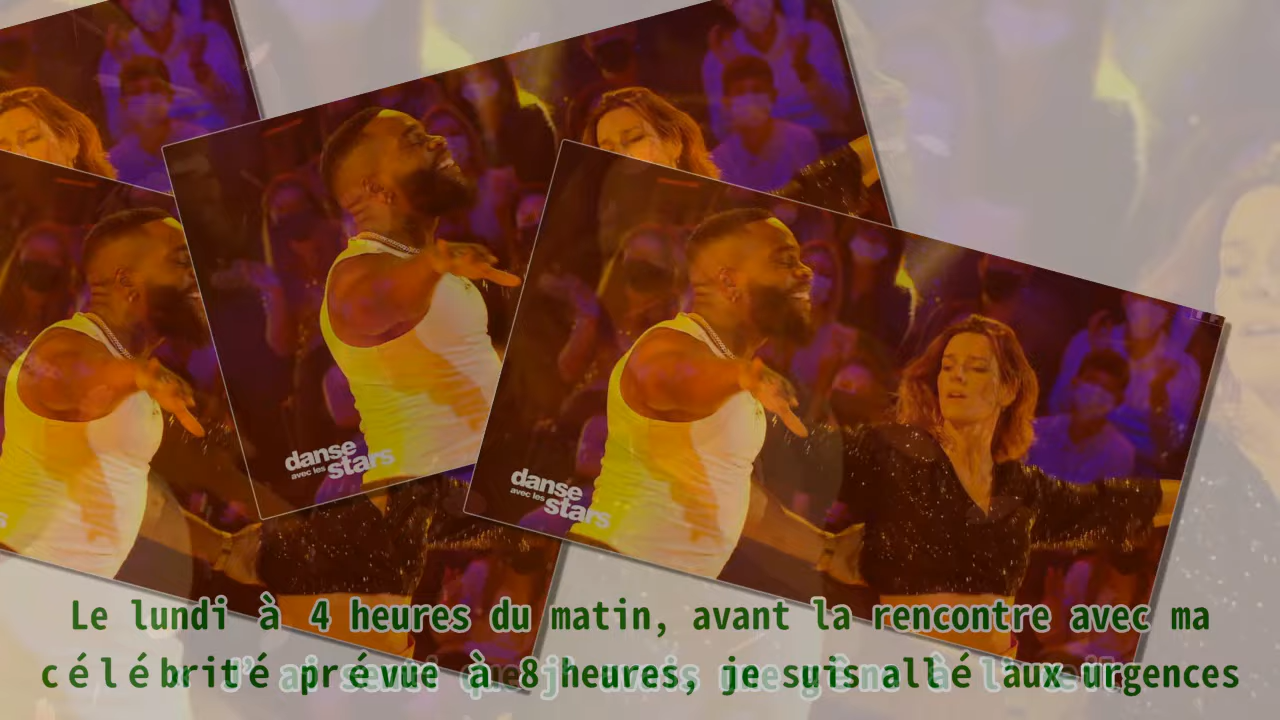 danse
avec les stars
danse
avec les stars
Le lundi à 4 heures du matin, avant la rencontre avec ma
célébrité prévue à 8 heures, je suis allé aux urgences